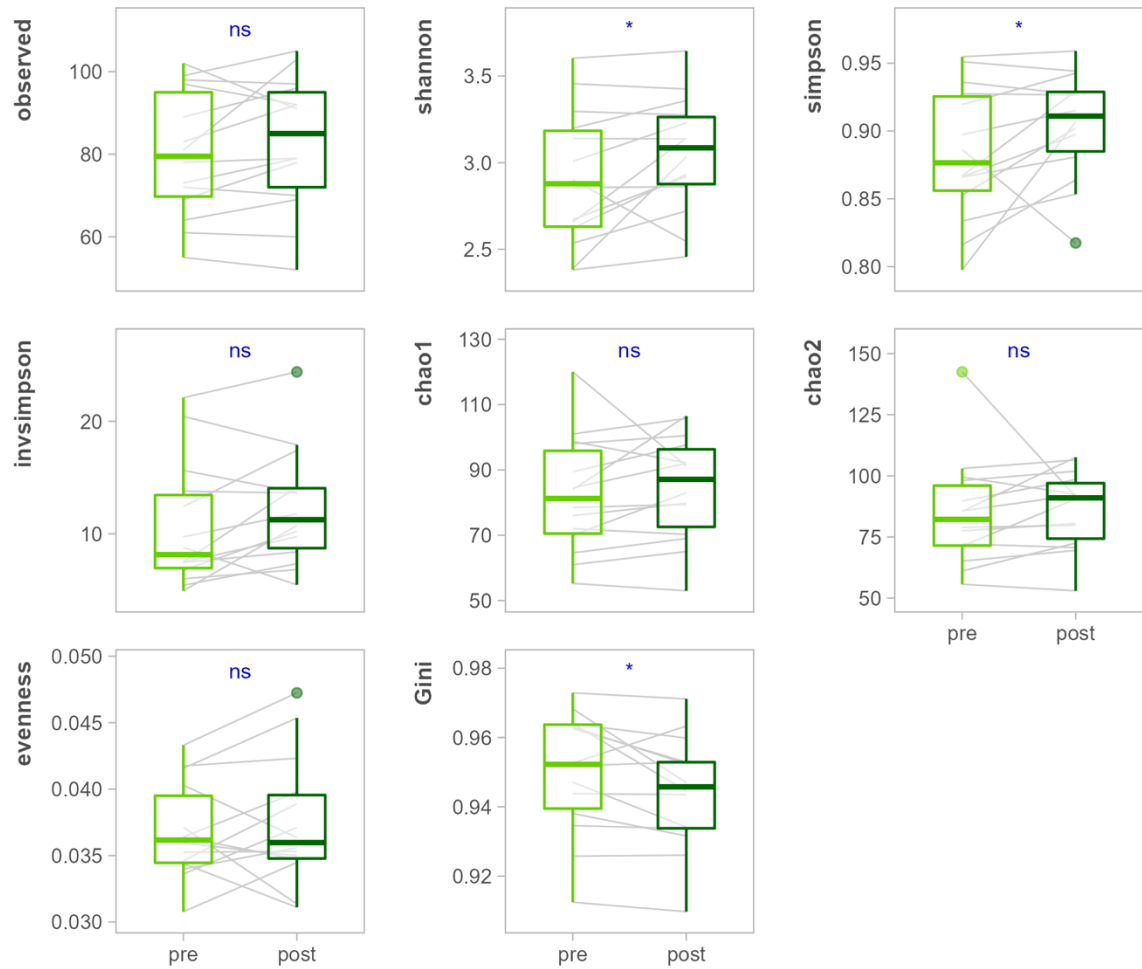 observed
ns
100
80
60
shannon
*
3.5
3.0
2.5
simpson
*
0.95
0.90
0.85
0.80
invsimpson
ns
20
10
chao1
ns
130
110
90
70
50
chao2
ns
150
125
100
75
50
pre
post
evenness
ns
0.050
0.045
0.040
0.035
0.030
pre
post
Gini
*
0.98
0.96
0.94
0.92
pre
post